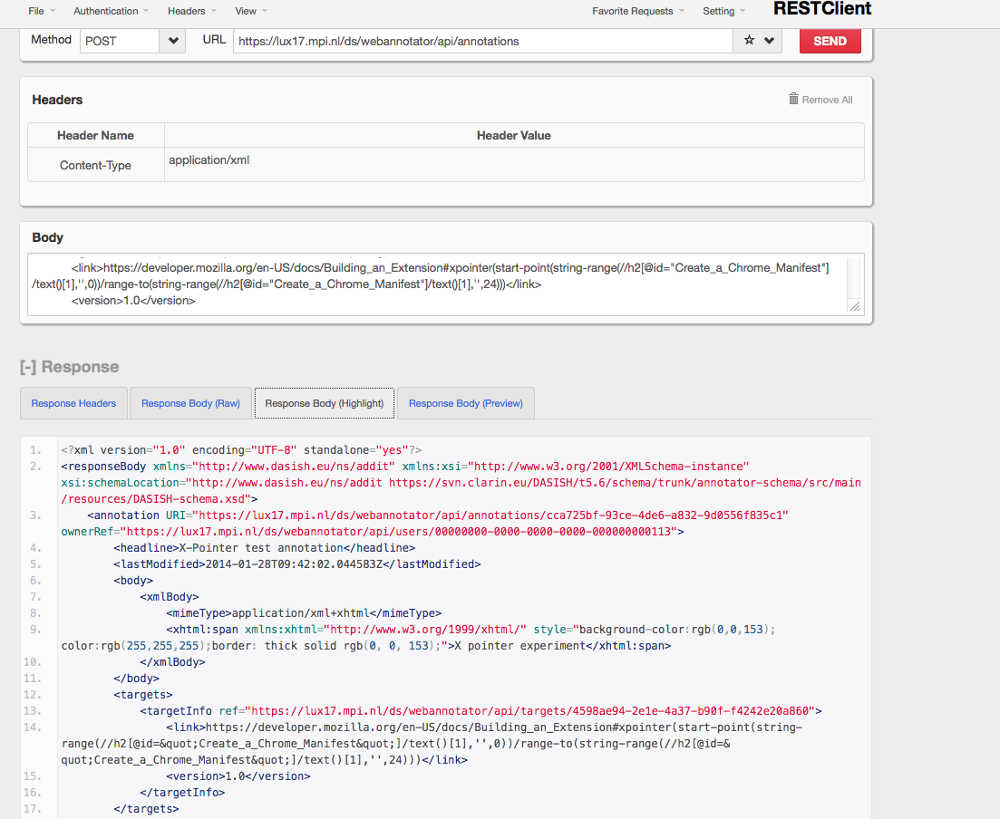 File Authentication Headers View Favorite Requests Setting RESTClient
Method POST URL https://lux17.mpi.nl/ds/webannotator/api/annotations SEND
Headers Remove All
Header Name Header Value
Content-Type application/xml
Body
<link>https://developer.mozilla.org/en-US/docs/Building_an_Extension#xpointer(start-point(string-range(//h2[@id="Create_a_Chrome_Manifest"]
/text()[1],'',0))/range-to(string-range(//h2[@id="Create_a_Chrome_Manifest"]/text()[1],'',24)))</link>
<version>1.0</version>
[-] Response
Response Headers Response Body (Raw) Response Body (Highlight) Response Body (Preview)
1. <?xml version="1.0" encoding="UTF-8" standalone="yes"?>
2. <responseBody xmlns="http://www.dasish.eu/ns/addit" xmlns:xsi="http://www.w3.org/2001/XMLSchema-instance"
xsi:schemaLocation="http://www.dasish.eu/ns/addit https://svn.clarin.eu/DASISH/t5.6/schema/trunk/annotator-schema/src/main
/resources/DASISH-schema.xsd">
3. <annotation URI="https://lux17.mpi.nl/ds/webannotator/api/annotations/cca725bf-93ce-4de6-a832-9d0556f835c1"
ownerRef="https://lux17.mpi.nl/ds/webannotator/api/users/00000000-0000-0000-0000-000000000113">
4. <headline>X-Pointer test annotation</headline>
5. <lastModified>2014-01-28T09:42:02.044583Z</lastModified>
6. <body>
7. <xmlBody>
8. <mimeType>application/xml+xhtml</mimeType>
9. <xhtml:span xmlns:xhtml="http://www.w3.org/1999/xhtml/" style="background-color:rgb(0,0,153);
color:rgb(255,255,255);border: thick solid rgb(0, 0, 153);">X pointer experiment</xhtml:span>
10. </xmlBody>
11. </body>
12. <targets>
13. <targetInfo ref="https://lux17.mpi.nl/ds/webannotator/api/targets/4598ae94-2e1e-4a37-b90f-f4242e20a860">
14. <link>https://developer.mozilla.org/en-US/docs/Building_an_Extension#xpointer(start-point(string-
range(//h2[@id=&quot;Create_a_Chrome_Manifest&quot;]/text()[1],'',0))/range-to(string-range(//h2[@id=&
quot;Create_a_Chrome_Manifest&quot;]/text()[1],'',24)))</link>
15. <version>1.0</version>
16. </targetInfo>
17. </targets>